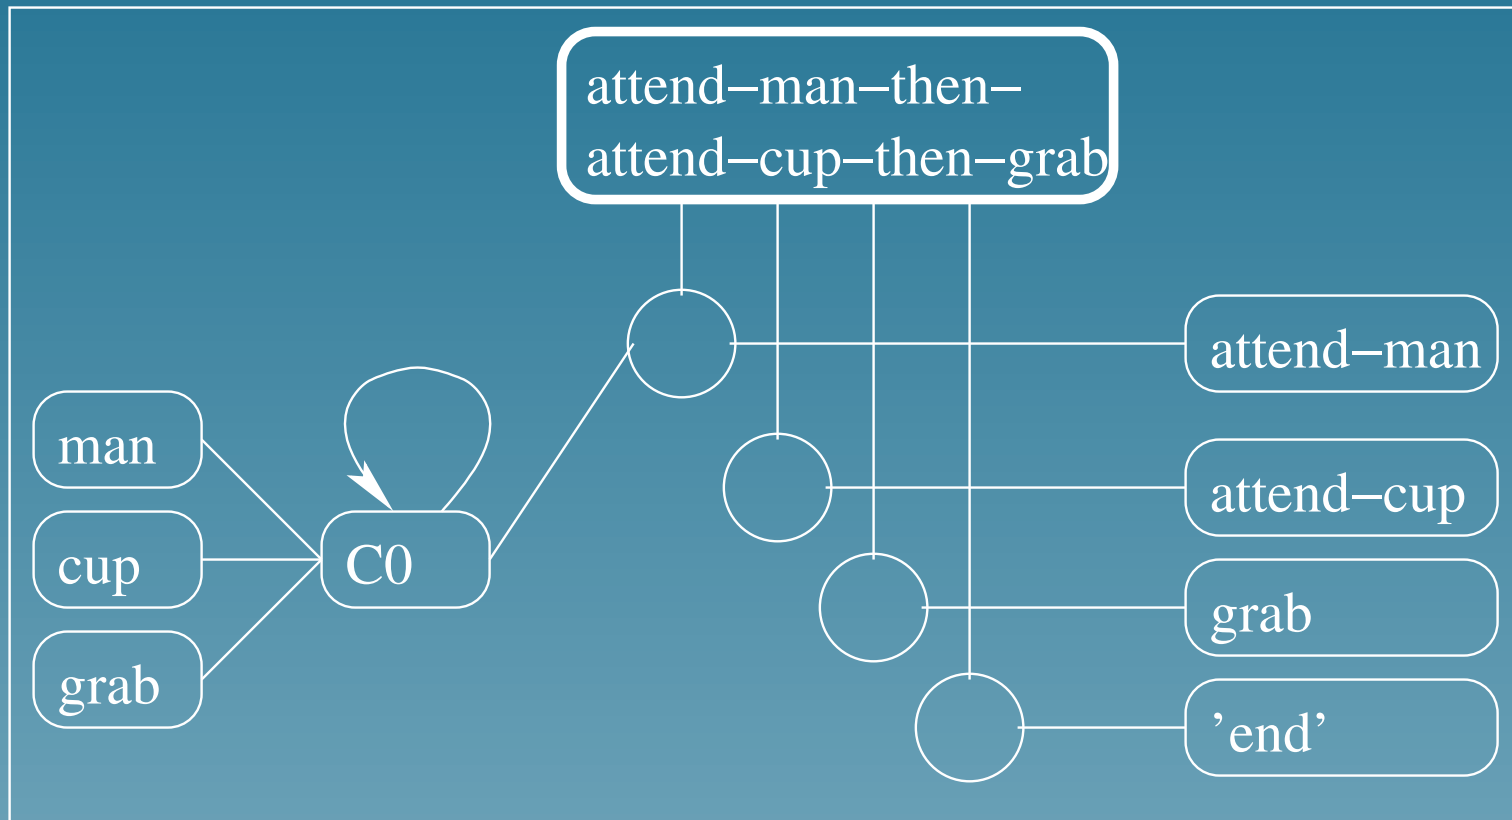 attend–man–then–
attend–cup–then–grab
attend–man
man
attend–cup
cup
C0
grab
grab
’end’